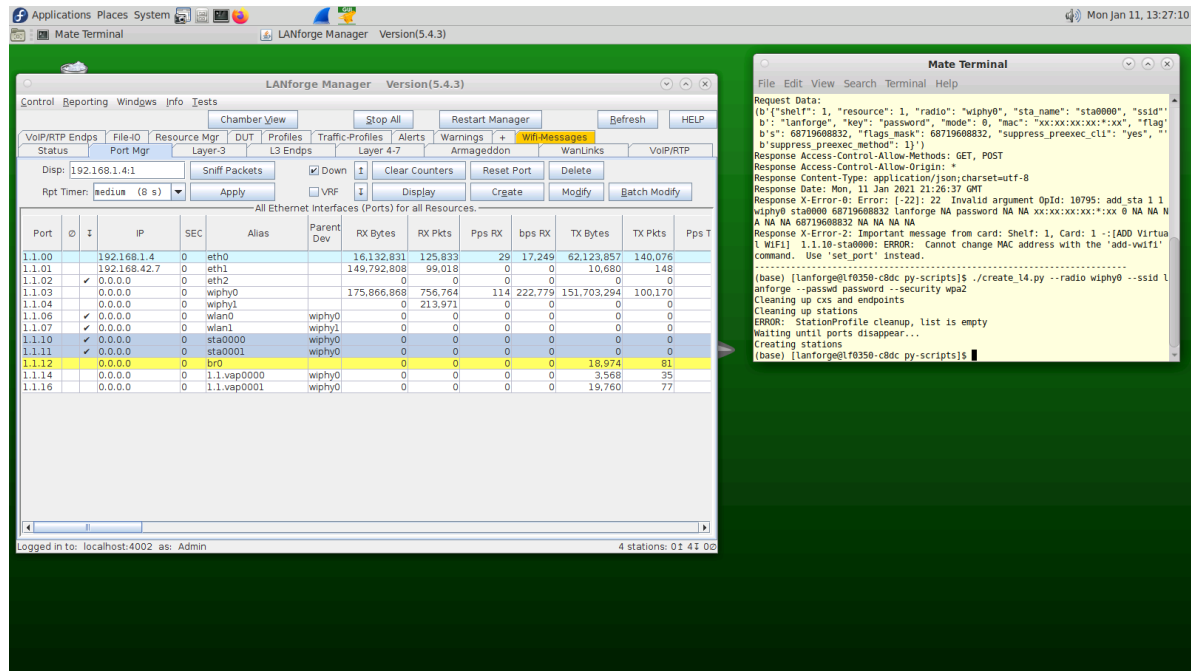 Applications Places System
Mon Jan 11, 13:27:10
Mate Terminal
LANforge Manager Version(5.4.3)
LANforge Manager Version(5.4.3)
Control Reporting Windows Info Tests
Chamber View Stop All Restart Manager Refresh HELP
VoIP/RTP Endps File-IO Resource Mgr DUT Profiles Traffic-Profiles Alerts Warnings + Wifi-Messages
Status Port Mgr Layer-3 L3 Endps Layer 4-7 Armageddon WanLinks VoIP/RTP
Disp: 192.168.1.4:1 Sniff Packets Down Clear Counters Reset Port Delete
Rpt Timer: medium (8 s) Apply VRF Display Create Modify Batch Modify
All Ethernet Interfaces (Ports) for all Resources.
Port IP SEC Alias Parent Dev RX Bytes RX Pkts Pps RX bps RX TX Bytes TX Pkts Pps T
1.1.00 192.168.1.4 0 eth0 16,132,831 125,833 29 17,249 62,123,857 140,076
1.1.01 192.168.42.7 0 eth1 149,792,808 99,018 0 0 10,680 148
1.1.02 ✔ 0.0.0.0 0 eth2 0 0 0 0 0 0
1.1.03 0.0.0.0 0 wiphy0 175,866,868 756,764 114 222,779 151,703,294 100,170
1.1.04 0.0.0.0 0 wiphy1 0 213,971 0 0 0 0
1.1.06 ✔ 0.0.0.0 0 wlan0 wiphy0 0 0 0 0 0 0
1.1.07 ✔ 0.0.0.0 0 wlan1 wiphy1 0 0 0 0 0 0
1.1.10 ✔ 0.0.0.0 0 sta0000 wiphy0 0 0 0 0 0 0
1.1.11 ✔ 0.0.0.0 0 sta0001 wiphy0 0 0 0 0 0 0
1.1.12 0.0.0.0 0 br0 0 0 0 0 18,974 81
1.1.14 0.0.0.0 0 1.1.vap0000 wiphy0 0 0 0 0 3,568 35
1.1.16 0.0.0.0 0 1.1.vap0001 wiphy0 0 0 0 0 19,760 77
Logged in to: localhost:4002 as: Admin
4 stations: 0↥ 4↧ 0∅
Mate Terminal
File Edit View Search Terminal Help
Request Data:
(b'{"shelf": 1, "resource": 1, "radio": "wiphy0", "sta_name": "sta0000", "ssid"'
b': "lanforge", "key": "password", "mode": 0, "mac": "xx:xx:xx:xx:*:xx", "flag'
b's": 68719608832, "flags_mask": 68719608832, "suppress_preexec_cli": "yes", "'
b'suppress_preexec_method": 1}')
Response Access-Control-Allow-Methods: GET, POST
Response Access-Control-Allow-Origin: *
Response Content-Type: application/json;charset=utf-8
Response Date: Mon, 11 Jan 2021 21:26:37 GMT
Response X-Error-0: Error: [-22]: 22 Invalid argument OpId: 10795: add_sta 1 1
wiphy0 sta0000 68719608832 lanforge NA password NA NA xx:xx:xx:xx:*:xx 0 NA NA N
A NA NA 68719608832 NA NA NA NA
Response X-Error-2: Important message from card: Shelf: 1, Card: 1 -:[ADD Virtua
l WiFi] 1.1.10-sta0000: ERROR: Cannot change MAC address with the 'add-vwifi'
command. Use 'set_port' instead.
------------------------------------------------------------------------
(base) [lanforge@lf0350-c8dc py-scripts]$ ./create_l4.py --radio wiphy0 --ssid l
anforge --passwd password --security wpa2
Cleaning up cxs and endpoints
Cleaning up stations
ERROR: StationProfile cleanup, list is empty
Waiting until ports disappear...
Creating stations
(base) [lanforge@lf0350-c8dc py-scripts]$